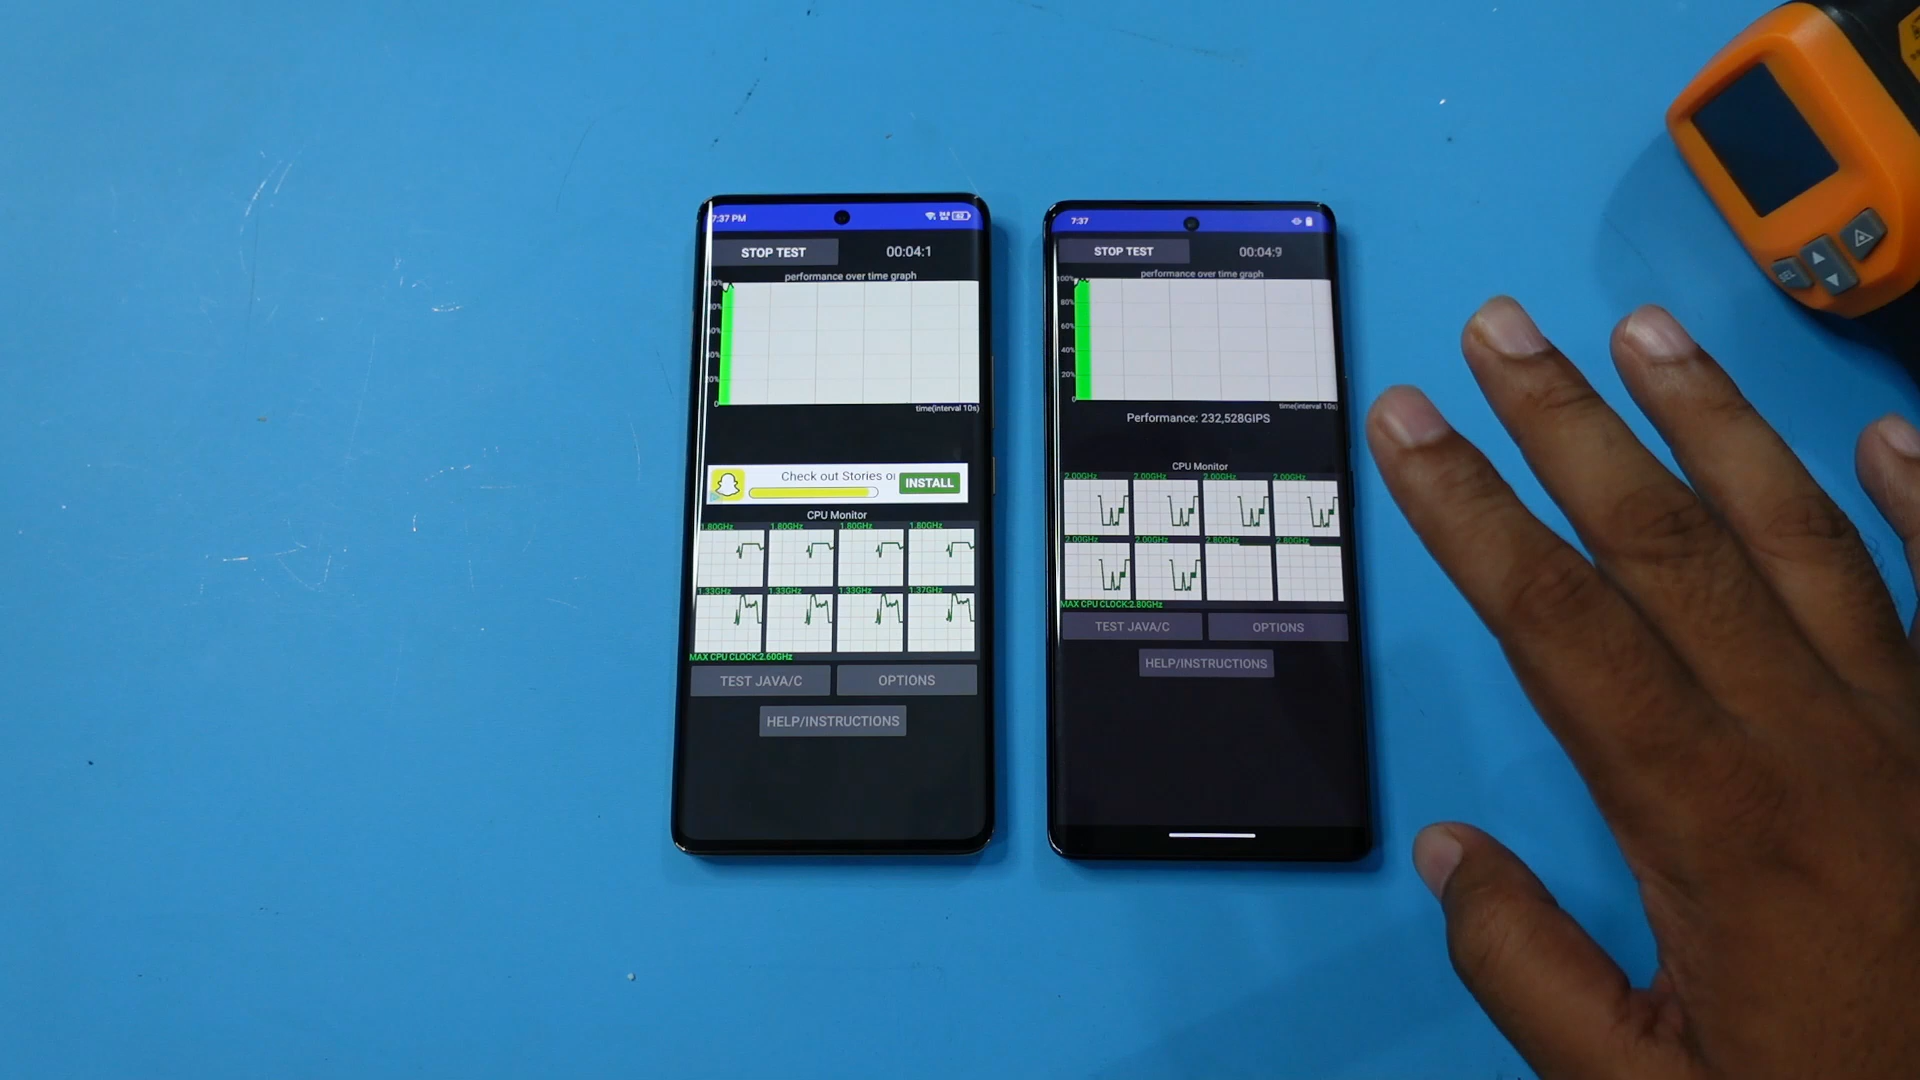 7:37 PM
62
STOP TEST
00:04:1
performance over time graph
80%
20%
0
time(interval 10s)
Check out Stories o
INSTALL
CPU Monitor
1.80GHz 1.80GHz 1.80GHz 1.80GHz
1.33GHz 1.33GHz 1.33GHz 1.37GHz
MAX CPU CLOCK:2.60GHz
TEST JAVA/C
OPTIONS
HELP/INSTRUCTIONS
7:37
STOP TEST
00:04:9
performance over time graph
100%
80%
60%
40%
20%
0
time(interval 10s)
Performance: 232,528GIPS
CPU Monitor
2.00GHz 2.00GHz 2.00GHz 2.00GHz
2.00GHz 2.00GHz 2.80GHz 2.80GHz
MAX CPU CLOCK:2.80GHz
TEST JAVA/C
OPTIONS
HELP/INSTRUCTIONS
SEL